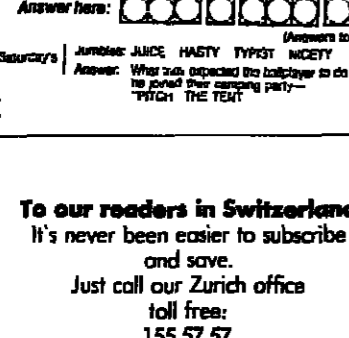 Answer here:
(Answers to
Saturday's
Jumbles: JUICE HASTY TYPIST NICETY
Answer: What was expected the ballplayer to do
he joined their camping party—
"PITCH THE TENT
To our readers in Switzerland
It's never been easier to subscribe
and save.
Just call our Zurich office
toll free:
155 57 57